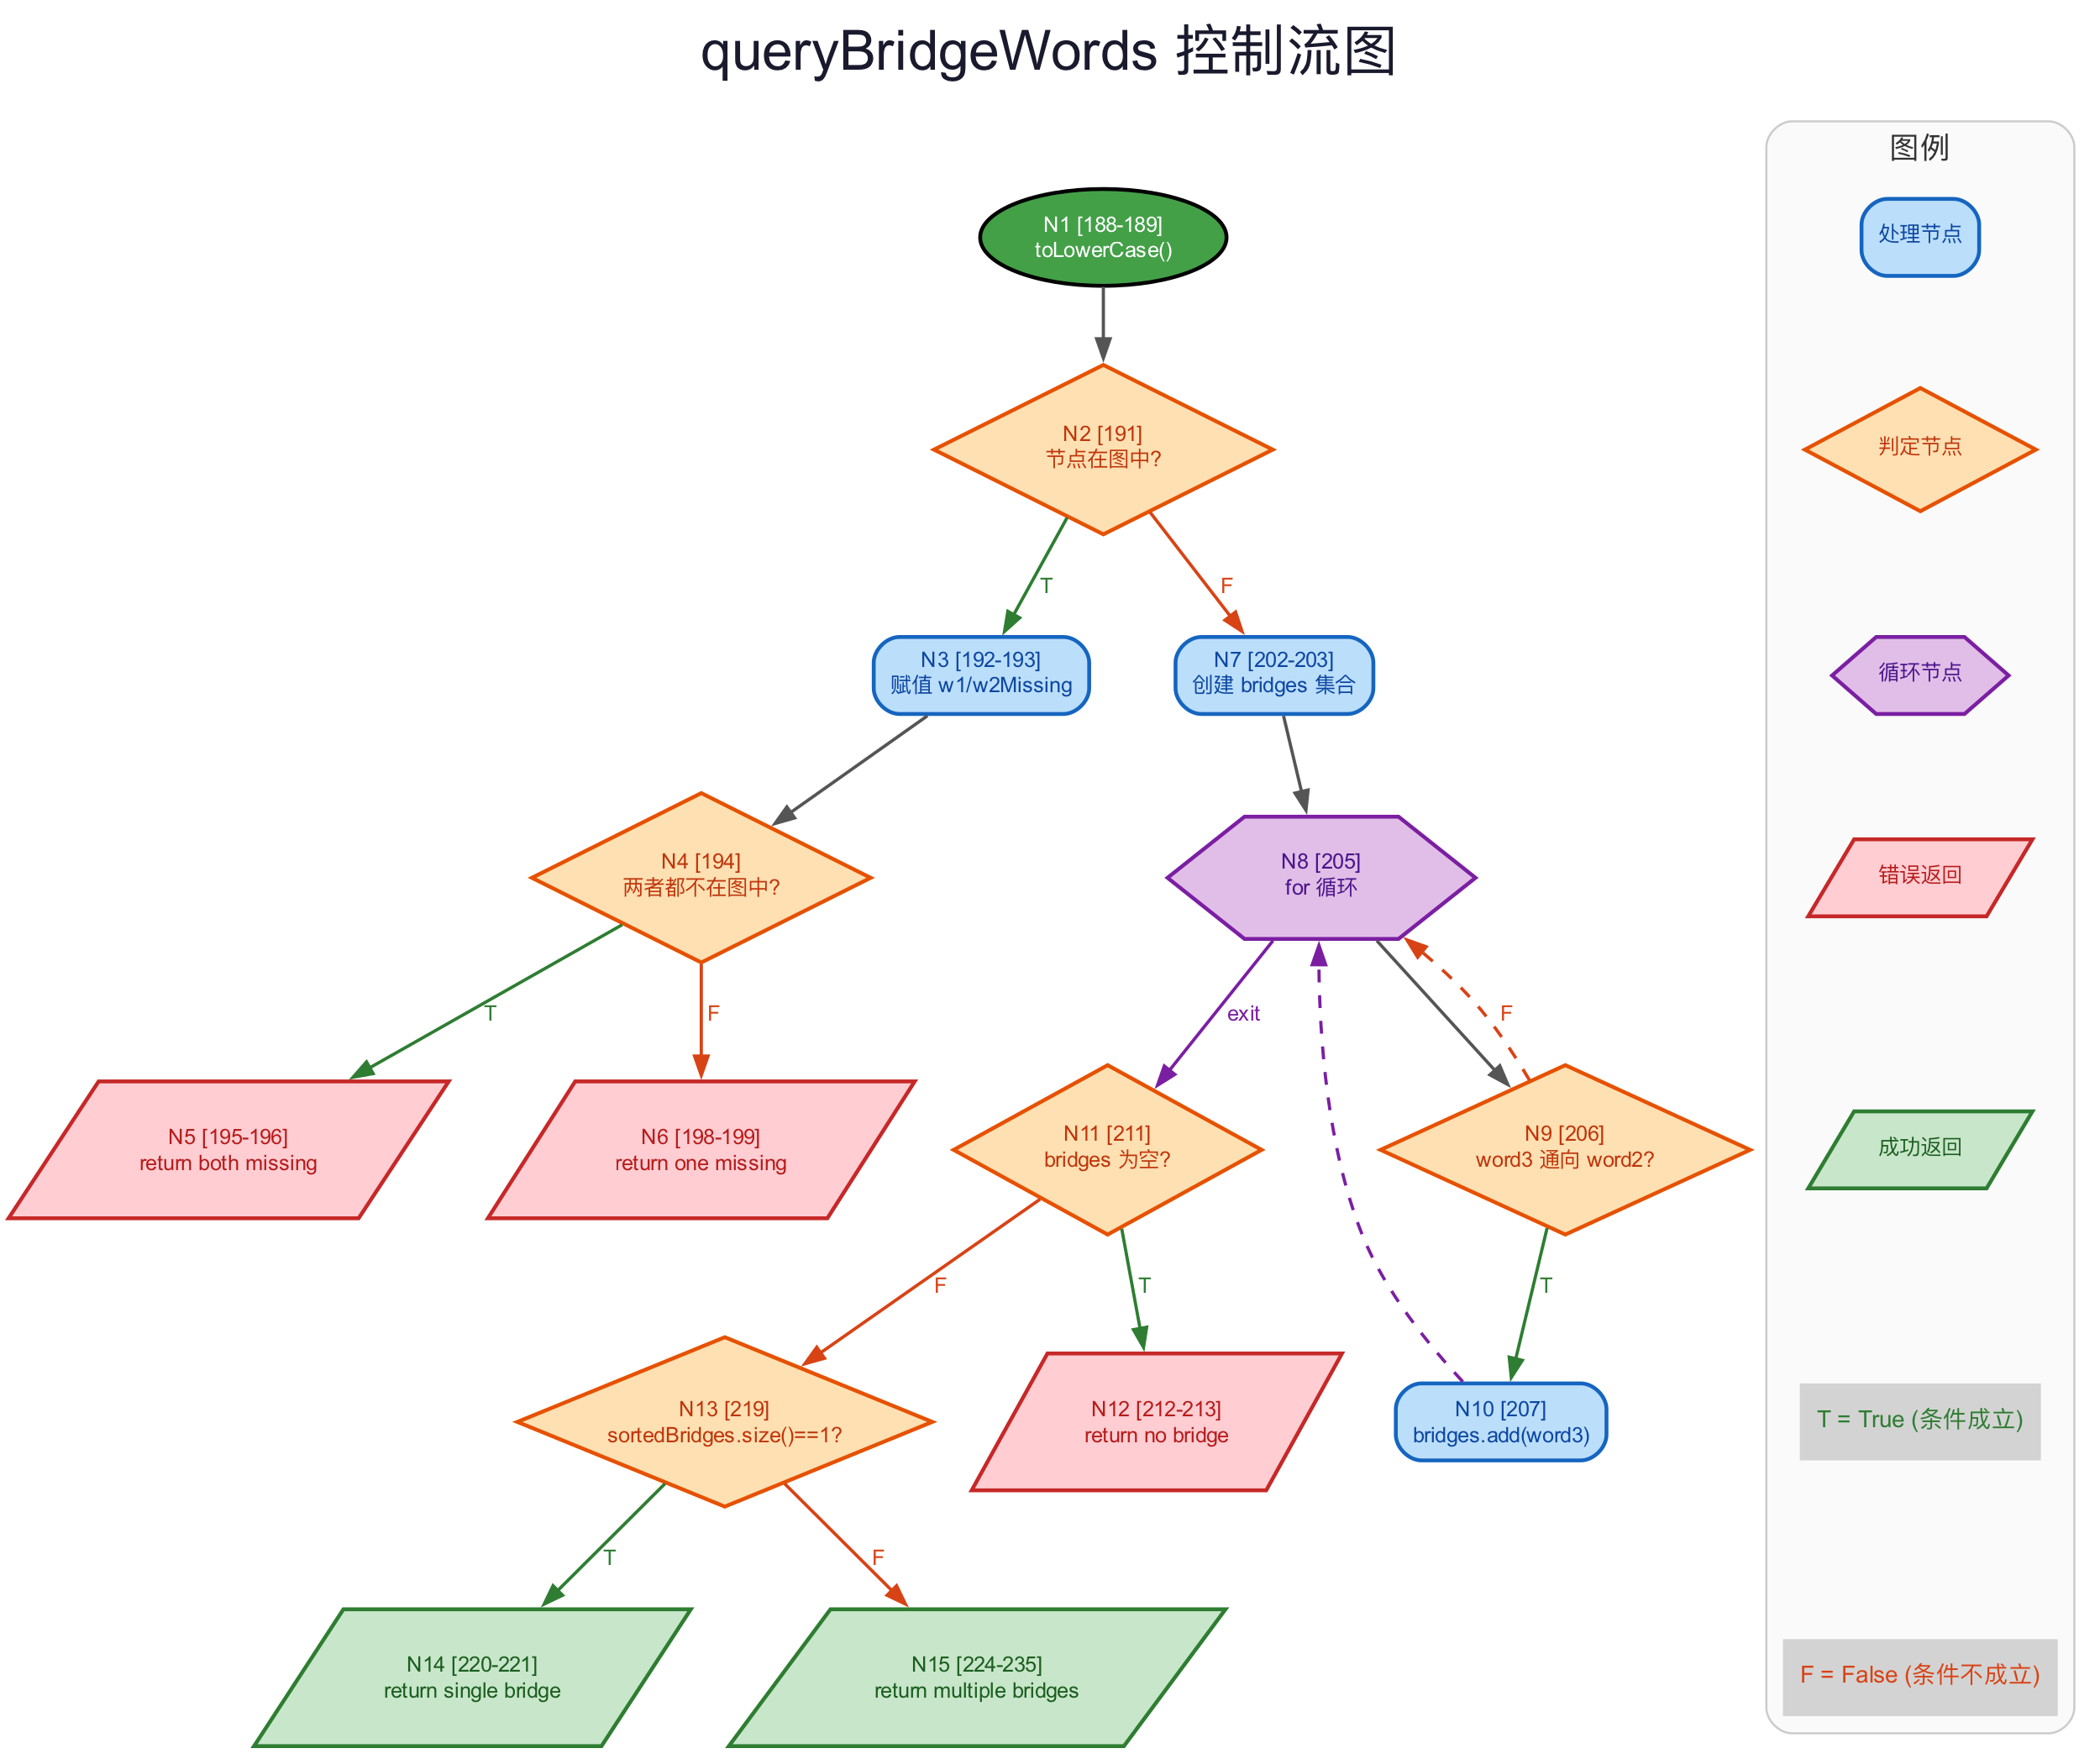 queryBridgeWords 控制流图
N1 [188-189]
toLowerCase()
N2 [191]
节点在图中?
T
F
N3 [192-193]
赋值 w1/w2Missing
N7 [202-203]
创建 bridges 集合
N4 [194]
两者都不在图中?
N8 [205]
for 循环
T
F
exit
F
N5 [195-196]
return both missing
N6 [198-199]
return one missing
N11 [211]
bridges 为空?
N9 [206]
word3 通向 word2?
F
T
T
N13 [219]
sortedBridges.size()==1?
N12 [212-213]
return no bridge
N10 [207]
bridges.add(word3)
T
F
N14 [220-221]
return single bridge
N15 [224-235]
return multiple bridges
图例
处理节点
判定节点
循环节点
错误返回
成功返回
T = True (条件成立)
F = False (条件不成立)